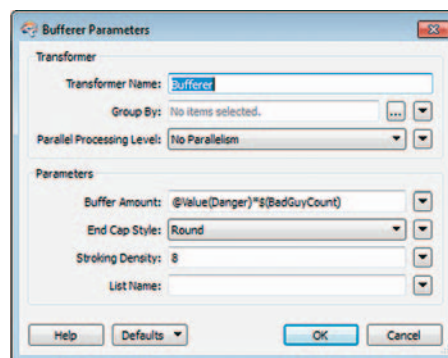 Bufferer Parameters
Transformer
Transformer Name: Bufferer
Group By: No items selected. ...
Parallel Processing Level: No Parallelism
Parameters
Buffer Amount: @Value(Danger)*$(BadGuyCount)
End Cap Style: Round
Stroking Density: 8
List Name:
Help Defaults OK Cancel